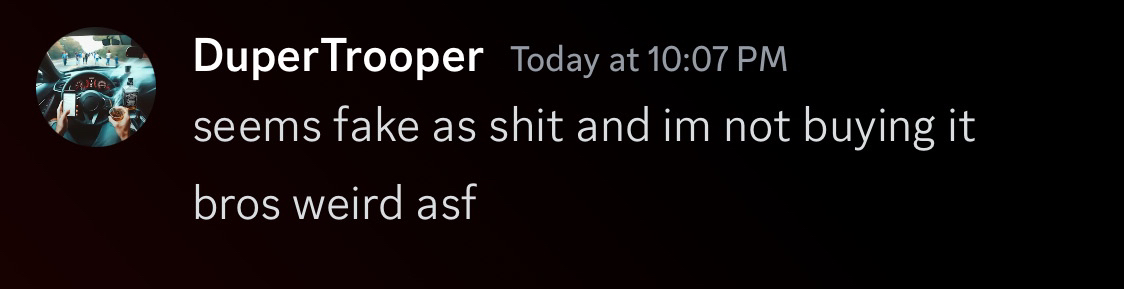 DuperTrooper Today at 10:07 PM
seems fake as shit and im not buying it
bros weird asf